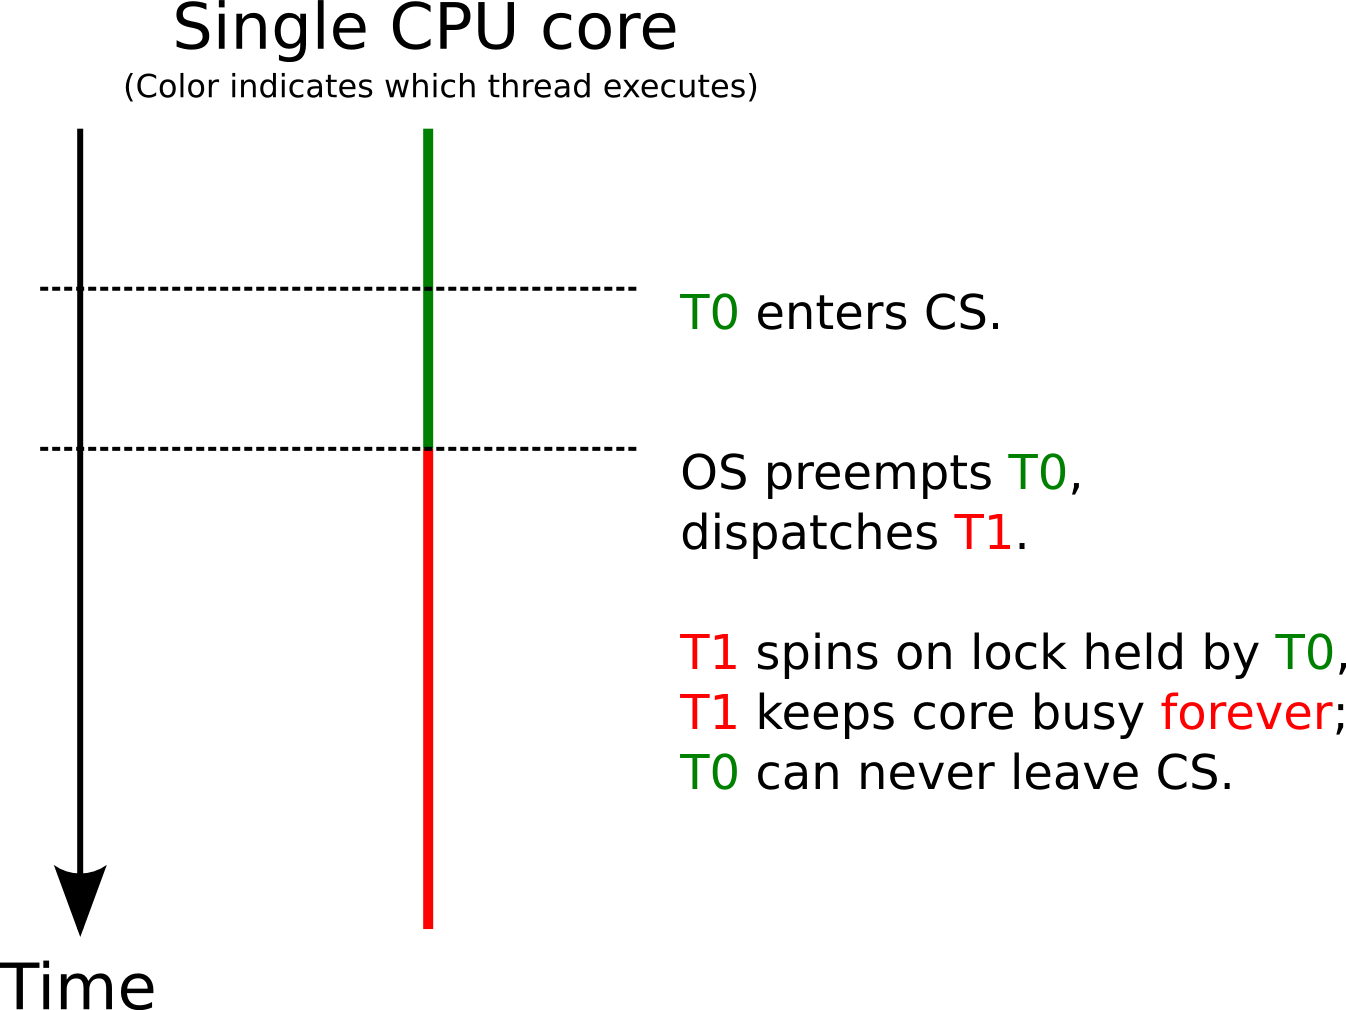 Single CPU core
(Color indicates which thread executes)
T0 enters CS.
OS preempts T0,
dispatches T1.
T1 spins on lock held by T0,
T1 keeps core busy forever;
T0 can never leave CS.
Time